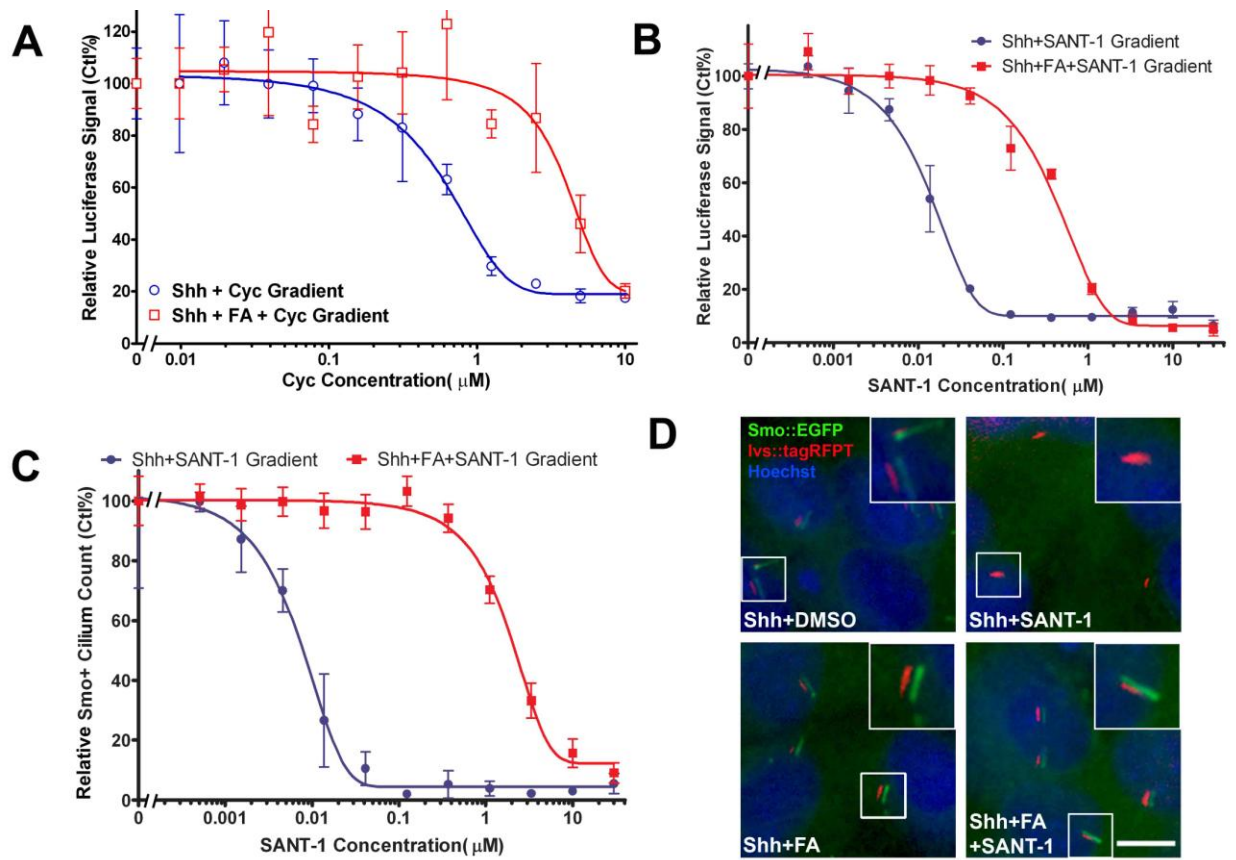 A
Relative Luciferase Signal (Ctl%)
120
100
80
60
40
20
0
Shh + Cyc Gradient
Shh + FA + Cyc Gradient
0 0.01 0.1 1 10
Cyc Concentration( μM)
B
Shh+SANT-1 Gradient
Shh+FA+SANT-1 Gradient
Relative Luciferase Signal (Ctl%)
120
100
80
60
40
20
0
0 0.001 0.01 0.1 1 10
SANT-1 Concentration( μM)
C
Shh+SANT-1 Gradient Shh+FA+SANT-1 Gradient
Relative Smo+ Cilium Count (Ctl%)
100
80
60
40
20
0
0 0.001 0.01 0.1 1 10
SANT-1 Concentration( μM)
D
Smo::EGFP
Ivs::tagRFPT
Hoechst
Shh+DMSO
Shh+SANT-1
Shh+FA
Shh+FA
+SANT-1